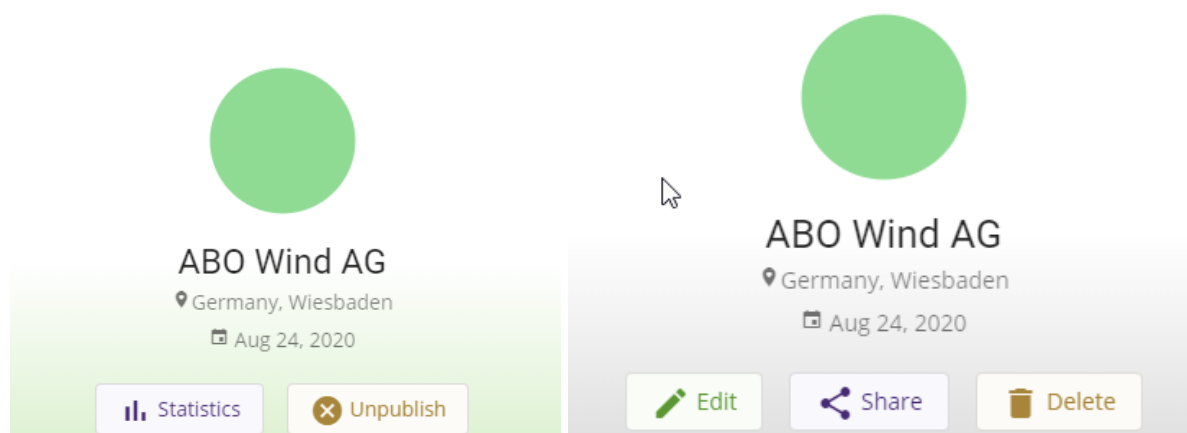 ABO Wind AG
Germany, Wiesbaden
Aug 24, 2020
Statistics
Unpublish
ABO Wind AG
Germany, Wiesbaden
Aug 24, 2020
Edit
Share
Delete